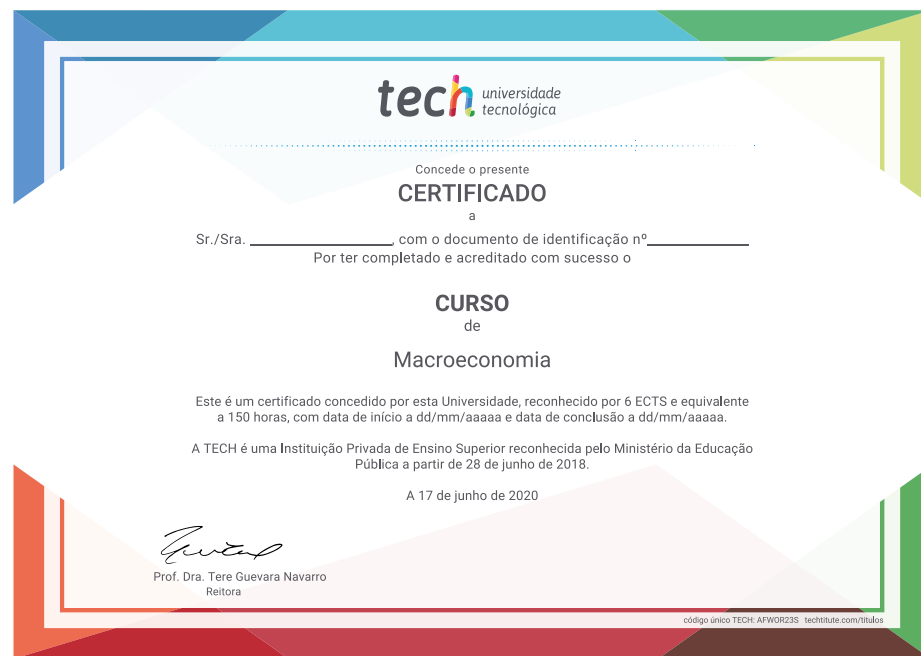 tech universidade
tecnológica
Concede o presente
CERTIFICADO
a
Sr./Sra. ____________________, com o documento de identificação nº______________
Por ter completado e acreditado com sucesso o
CURSO
de
Macroeconomia
Este é um certificado concedido por esta Universidade, reconhecido por 6 ECTS e equivalente
a 150 horas, com data de início a dd/mm/aaaaa e data de conclusão a dd/mm/aaaaa.
A TECH é uma Instituição Privada de Ensino Superior reconhecida pelo Ministério da Educação
Pública a partir de 28 de junho de 2018.
A 17 de junho de 2020
Prof. Dra. Tere Guevara Navarro
Reitora
código único TECH: AFWOR23S techtitute.com/titulos